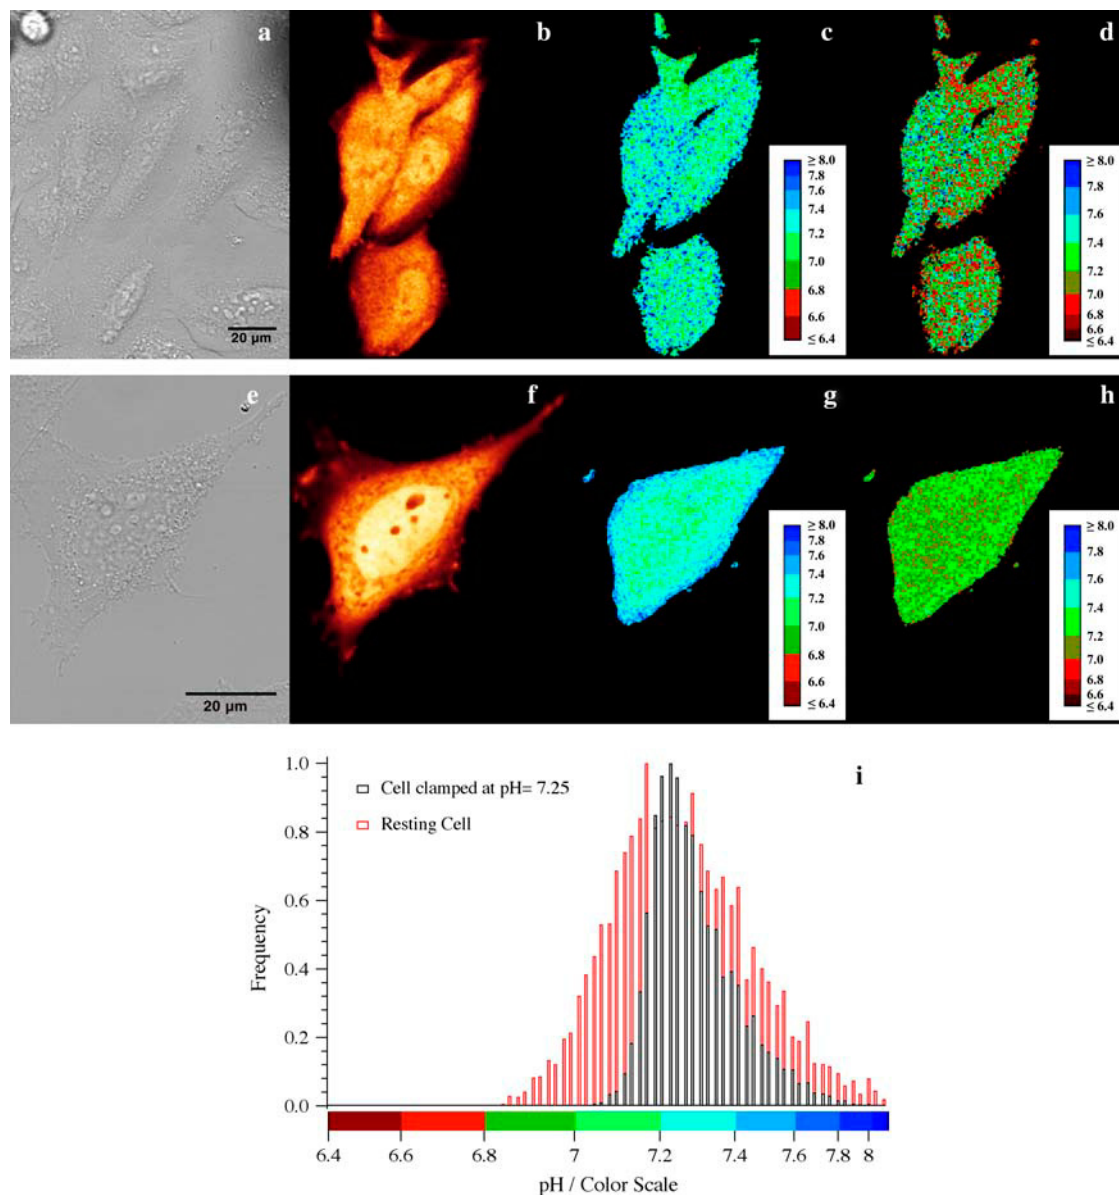 a
b
c
d
≥ 8.0
7.8
7.6
7.4
7.2
7.0
6.8
6.6
≤ 6.4
≥ 8.0
7.8
7.6
7.4
7.2
7.0
6.8
6.6
≤ 6.4
20 µm
e
f
g
h
≥ 8.0
7.8
7.6
7.4
7.2
7.0
6.8
6.6
≤ 6.4
≥ 8.0
7.8
7.6
7.4
7.2
7.0
6.8
6.6
≤ 6.4
20 µm
i
Cell clamped at pH= 7.25
Resting Cell
Frequency
1.0
0.8
0.6
0.4
0.2
0.0
6.4 6.6 6.8 7 7.2 7.4 7.6 7.8 8
pH / Color Scale